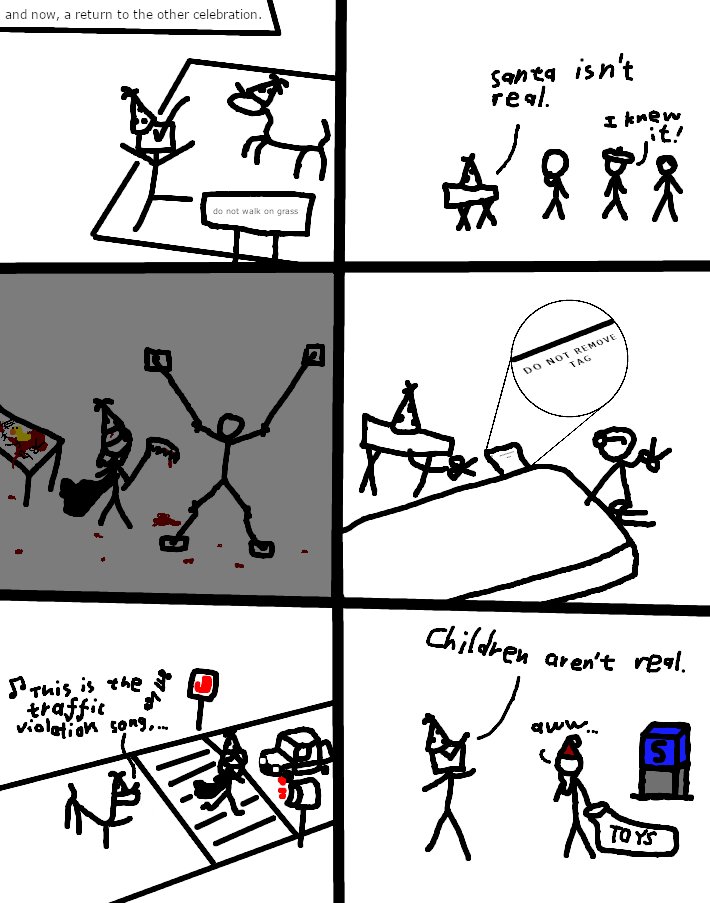 and now, a return to the other celebration.
do not walk on grass
santa isn't
real.
I knew
it!
DO NOT REMOVE
TAG
♫ This is the
traffic
violation song,...
J
Children aren't real.
aww...
S
TOYS